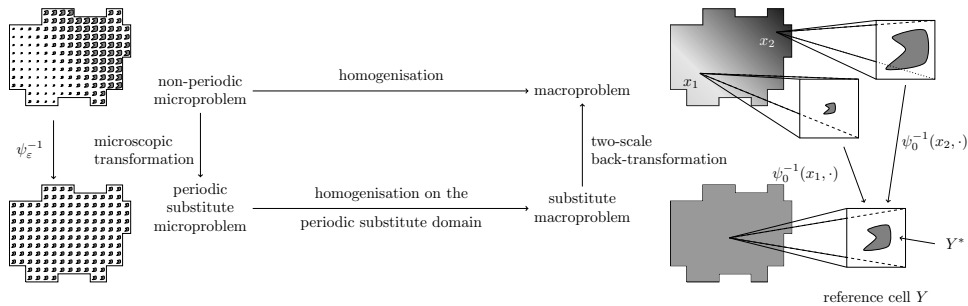 non-periodic
microproblem
homogenisation
macroproblem
ψ_ε^{-1}
microscopic
transformation
two-scale
back-transformation
periodic
substitute
microproblem
homogenisation on the
periodic substitute domain
substitute
macroproblem
x_2
x_1
ψ_0^{-1}(x_2, ·)
ψ_0^{-1}(x_1, ·)
Y*
reference cell Y